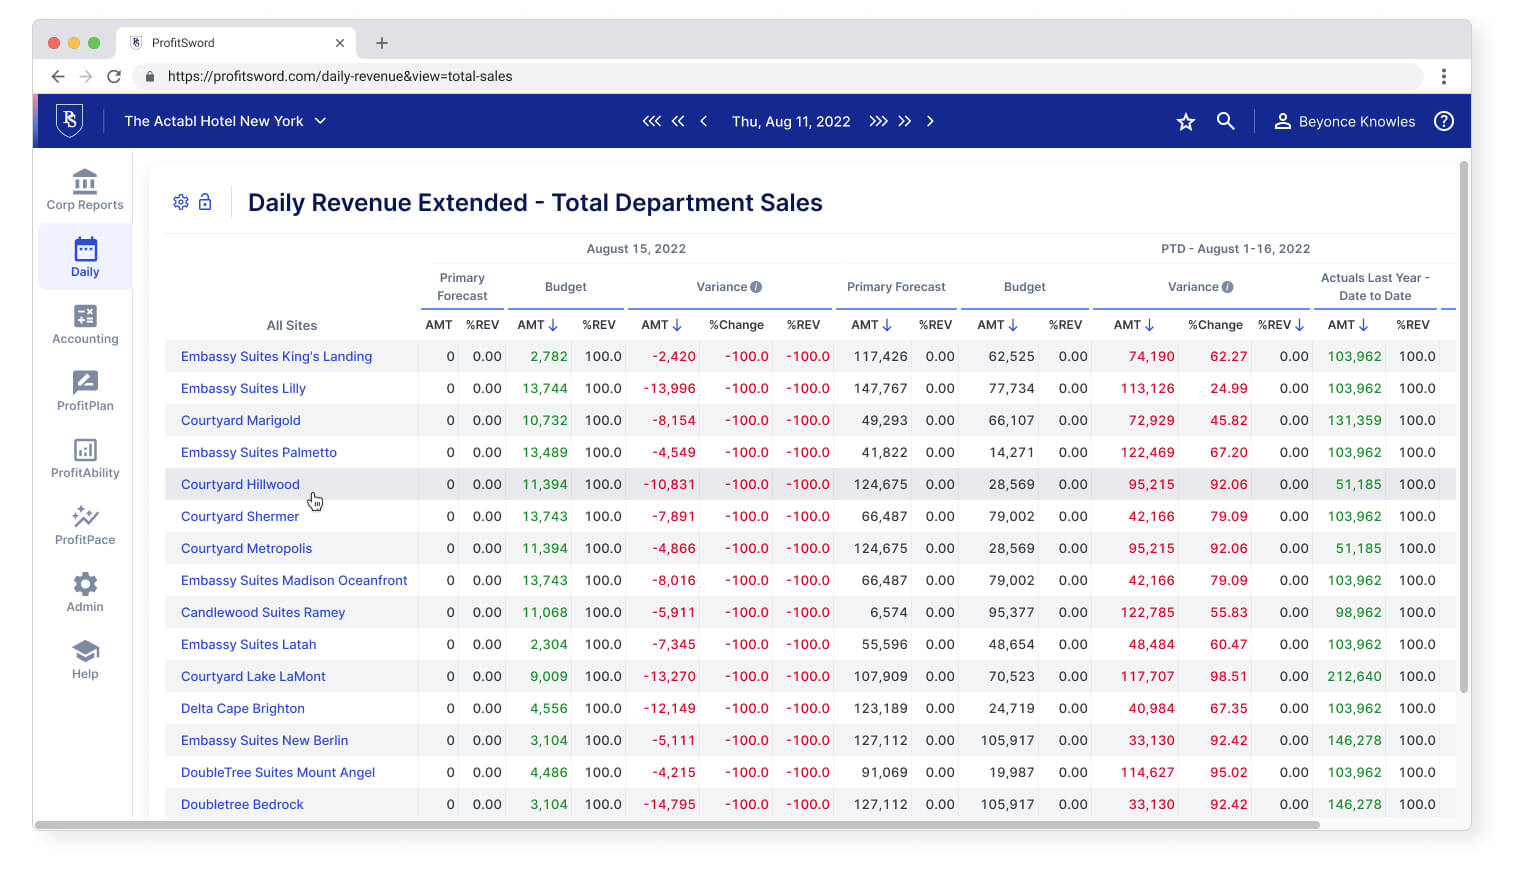 ProfitSword
https://profitsword.com/daily-revenue&view=total-sales
PS The Actabl Hotel New York Thu, Aug 11, 2022 Beyonce Knowles ?
Corp Reports
Daily
Accounting
ProfitPlan
ProfitAbility
ProfitPace
Admin
Help
Daily Revenue Extended - Total Department Sales
August 15, 2022 PTD - August 1-16, 2022
Primary Forecast Budget Variance i Primary Forecast Budget Variance i Actuals Last Year - Date to Date
All Sites AMT %REV AMT ↓ %REV AMT ↓ %Change %REV AMT ↓ %REV AMT ↓ %REV AMT ↓ %Change %REV ↓ AMT ↓ %REV
Embassy Suites King's Landing 0 0.00 2,782 100.0 -2,420 -100.0 -100.0 117,426 0.00 62,525 0.00 74,190 62.27 0.00 103,962 100.0
Embassy Suites Lilly 0 0.00 13,744 100.0 -13,996 -100.0 -100.0 147,767 0.00 77,734 0.00 113,126 24.99 0.00 103,962 100.0
Courtyard Marigold 0 0.00 10,732 100.0 -8,154 -100.0 -100.0 49,293 0.00 66,107 0.00 72,929 45.82 0.00 131,359 100.0
Embassy Suites Palmetto 0 0.00 13,489 100.0 -4,549 -100.0 -100.0 41,822 0.00 14,271 0.00 122,469 67.20 0.00 103,962 100.0
Courtyard Hillwood 0 0.00 11,394 100.0 -10,831 -100.0 -100.0 124,675 0.00 28,569 0.00 95,215 92.06 0.00 51,185 100.0
Courtyard Shermer 0 0.00 13,743 100.0 -7,891 -100.0 -100.0 66,487 0.00 79,002 0.00 42,166 79.09 0.00 103,962 100.0
Courtyard Metropolis 0 0.00 11,394 100.0 -4,866 -100.0 -100.0 124,675 0.00 28,569 0.00 95,215 92.06 0.00 51,185 100.0
Embassy Suites Madison Oceanfront 0 0.00 13,743 100.0 -8,016 -100.0 -100.0 66,487 0.00 79,002 0.00 42,166 79.09 0.00 103,962 100.0
Candlewood Suites Ramey 0 0.00 11,068 100.0 -5,911 -100.0 -100.0 6,574 0.00 95,377 0.00 122,785 55.83 0.00 98,962 100.0
Embassy Suites Latah 0 0.00 2,304 100.0 -7,345 -100.0 -100.0 55,596 0.00 48,654 0.00 48,484 60.47 0.00 103,962 100.0
Courtyard Lake LaMont 0 0.00 9,009 100.0 -13,270 -100.0 -100.0 107,909 0.00 70,523 0.00 117,707 98.51 0.00 212,640 100.0
Delta Cape Brighton 0 0.00 4,556 100.0 -12,149 -100.0 -100.0 123,189 0.00 24,719 0.00 40,984 67.35 0.00 103,962 100.0
Embassy Suites New Berlin 0 0.00 3,104 100.0 -5,111 -100.0 -100.0 127,112 0.00 105,917 0.00 33,130 92.42 0.00 146,278 100.0
DoubleTree Suites Mount Angel 0 0.00 4,486 100.0 -4,215 -100.0 -100.0 91,069 0.00 19,987 0.00 114,627 95.02 0.00 103,962 100.0
Doubletree Bedrock 0 0.00 3,104 100.0 -14,795 -100.0 -100.0 127,112 0.00 105,917 0.00 33,130 92.42 0.00 146,278 100.0